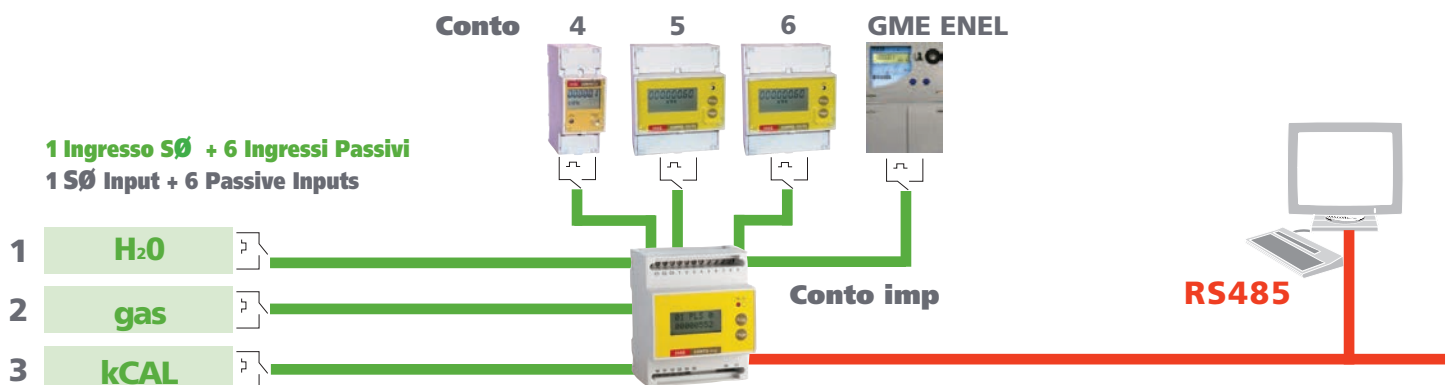 Conto 4 5 6 GME ENEL
1 Ingresso SØ + 6 Ingressi Passivi
1 SØ Input + 6 Passive Inputs
1 H₂0
2 gas
3 kCAL
Conto imp
RS485